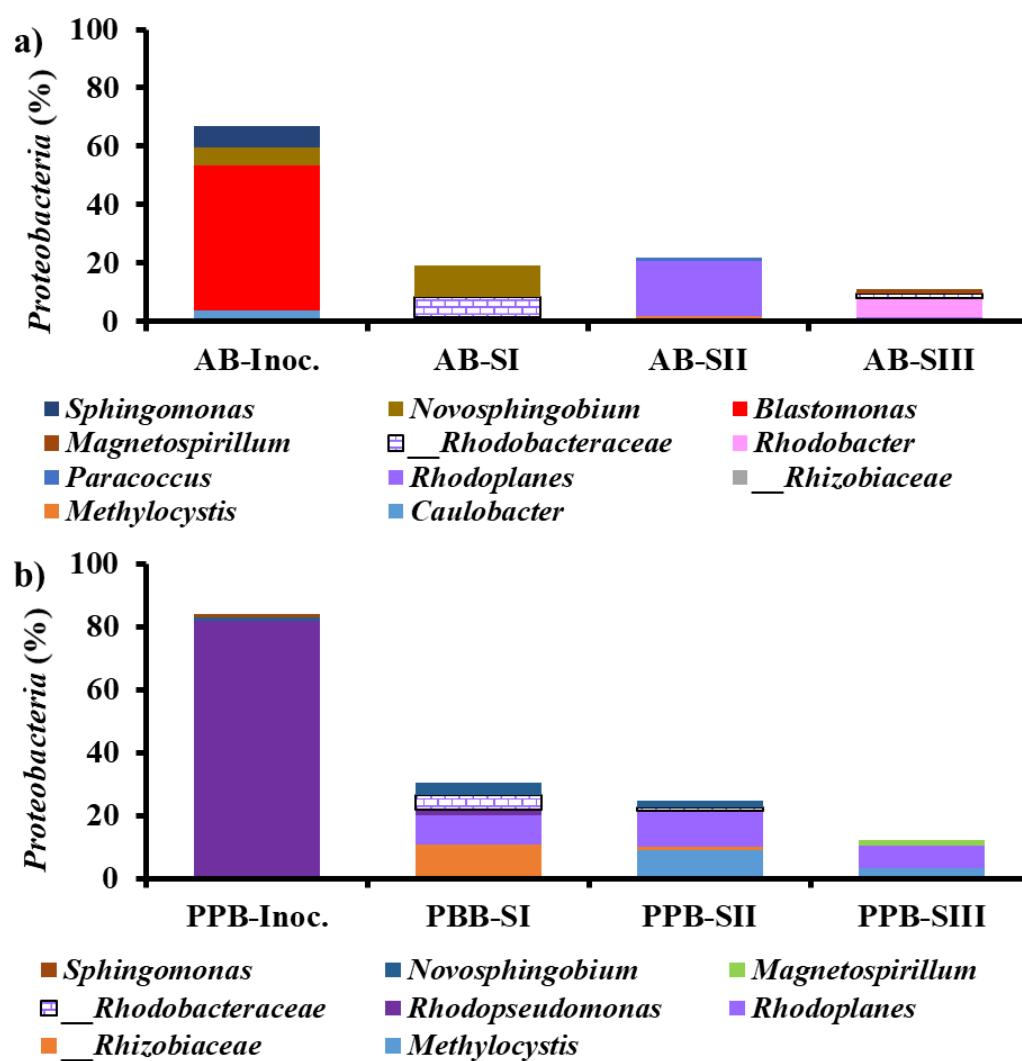 a)
Proteobacteria (%)
100
80
60
40
20
0
AB-Inoc. AB-SI AB-SII AB-SIII
Sphingomonas Novosphingobium Blastomonas
Magnetospirillum __Rhodobacteraceae Rhodobacter
Paracoccus Rhodoplanes __Rhizobiaceae
Methylocystis Caulobacter
b)
Proteobacteria (%)
100
80
60
40
20
0
PPB-Inoc. PBB-SI PPB-SII PPB-SIII
Sphingomonas Novosphingobium Magnetospirillum
__Rhodobacteraceae Rhodopseudomonas Rhodoplanes
__Rhizobiaceae Methylocystis